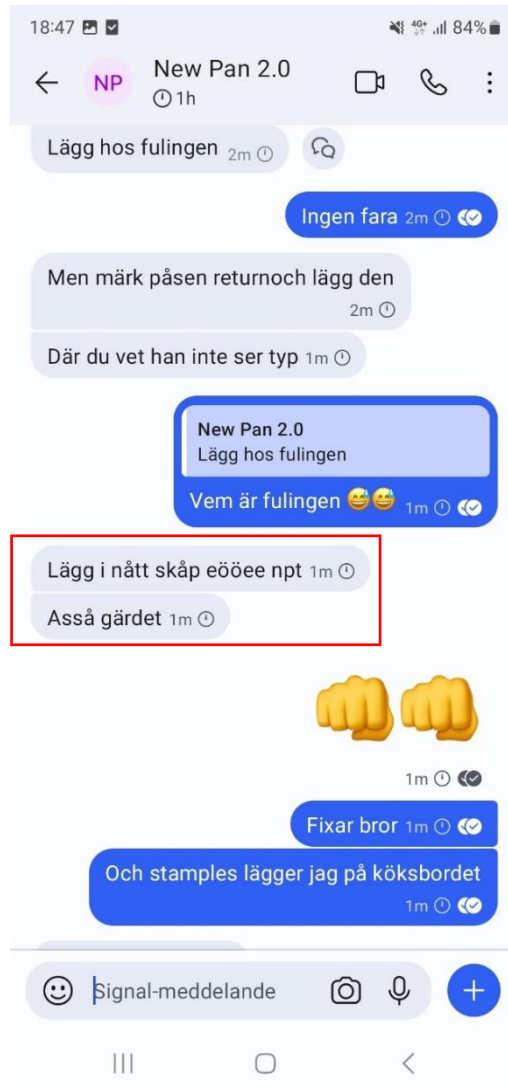 18:47 4G+ 84%
NP New Pan 2.0
1h
Lägg hos fulingen 2m
Ingen fara 2m
Men märk påsen returnoch lägg den
2m
Där du vet han inte ser typ 1m
New Pan 2.0
Lägg hos fulingen
Vem är fulingen 😅😅 1m
Lägg i nått skåp eööee npt 1m
Asså gärdet 1m
👊👊
1m
Fixar bror 1m
Och stamples lägger jag på köksbordet
1m
Signal-meddelande